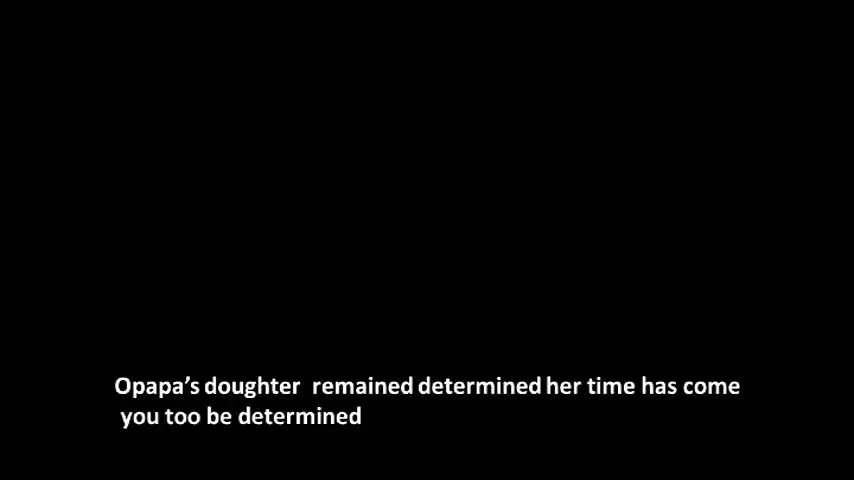 Opapa's doughter  remained determined her time has come
you too be determined